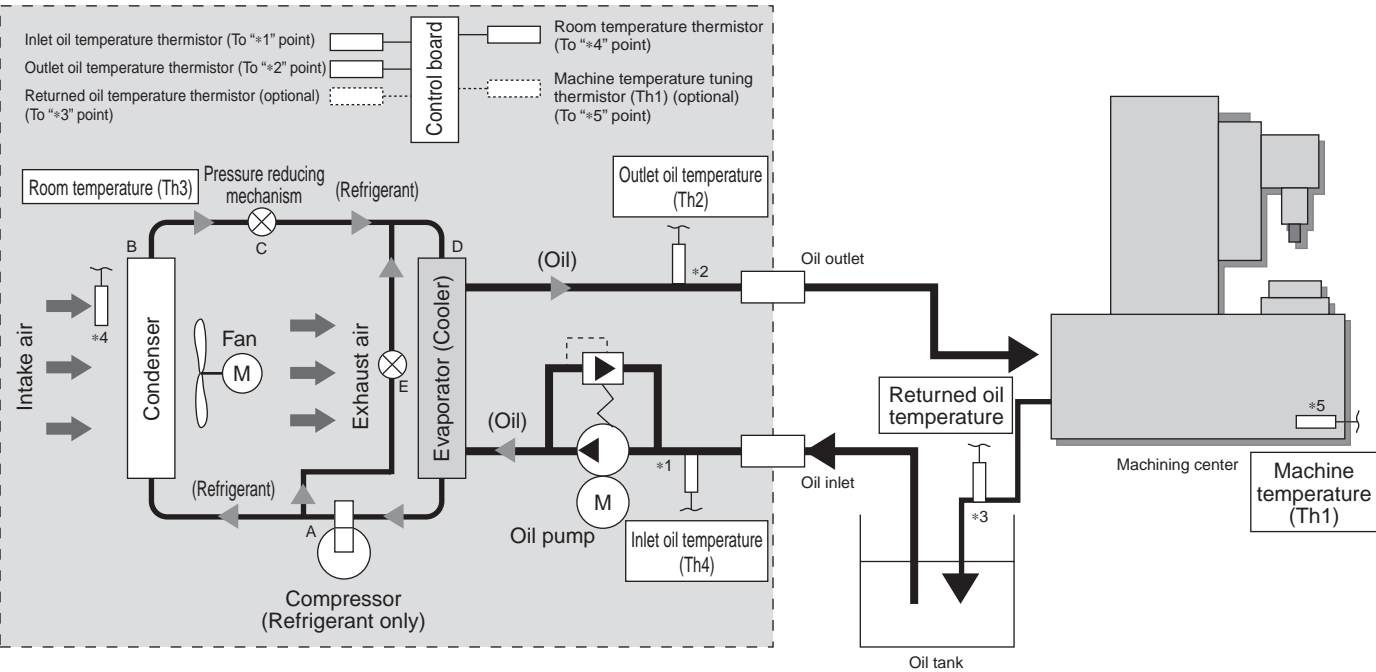 Inlet oil temperature thermistor (To “*1” point)
Outlet oil temperature thermistor (To “*2” point)
Returned oil temperature thermistor (optional)
(To “*3” point)
Control board
Room temperature thermistor
(To “*4” point)
Machine temperature tuning
thermistor (Th1) (optional)
(To “*5” point)
Room temperature (Th3)
Pressure reducing
mechanism
(Refrigerant)
Outlet oil temperature
(Th2)
B
C
D
(Oil)
*2
Oil outlet
*4
Intake air
Condenser
Fan
M
Exhaust air
E
Evaporator (Cooler)
(Oil)
*1
Oil inlet
Returned oil
temperature
*5
Machining center
Machine
temperature
(Th1)
(Refrigerant)
A
M
Oil pump
Inlet oil temperature
(Th4)
*3
Compressor
(Refrigerant only)
Oil tank